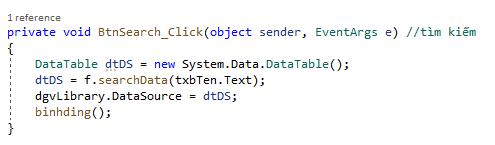 1 reference
private void BtnSearch_Click(object sender, EventArgs e) //tìm kiếm
{
DataTable dtDS = new System.Data.DataTable();
dtDS = f.searchData(txbTen.Text);
dgvLibrary.DataSource = dtDS;
binhding();
}